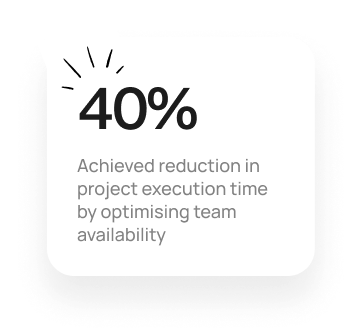 40%
Achieved reduction in
project execution time
by optimising team
availability